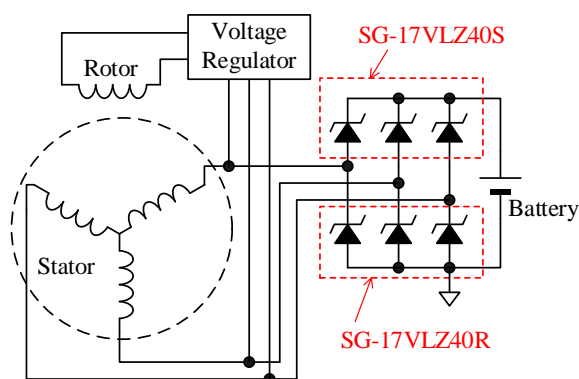 Voltage
Regulator
SG-17VLZ40S
Rotor
Battery
Stator
SG-17VLZ40R